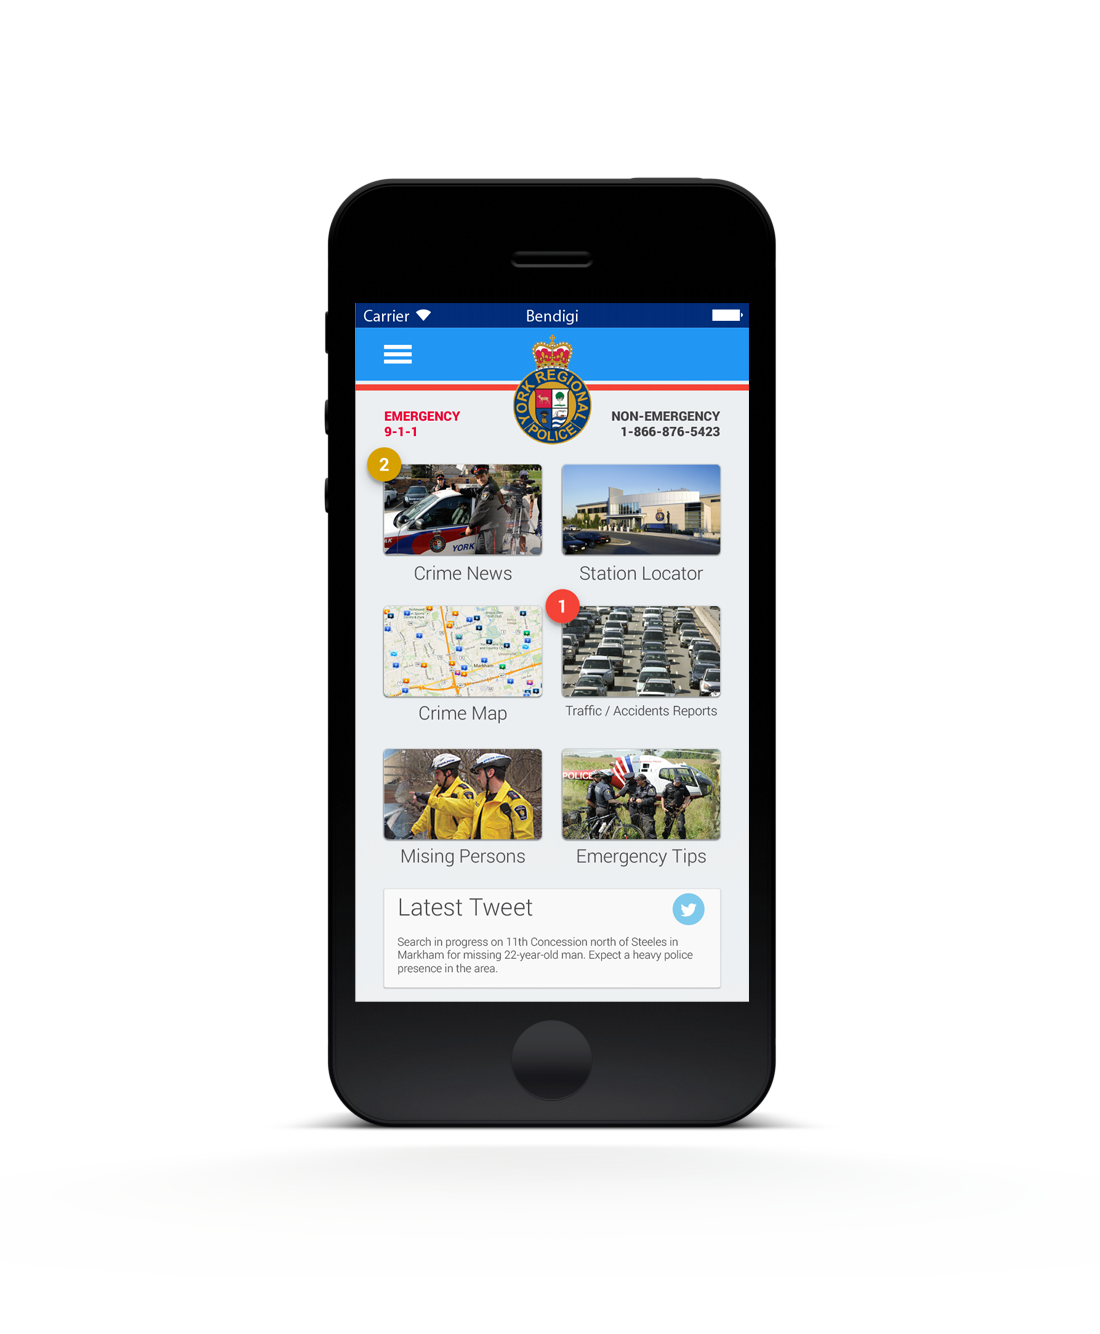 Carrier Bendigi
YORK REGIONAL
POLICE
EMERGENCY
9-1-1
NON-EMERGENCY
1-866-876-5423
2
YORK
Crime News
Station Locator
Markham
Crime Map
1
Traffic / Accidents Reports
Mising Persons
POLICE
Emergency Tips
Latest Tweet
Search in progress on 11th Concession north of Steeles in
Markham for missing 22-year-old man. Expect a heavy police
presence in the area.